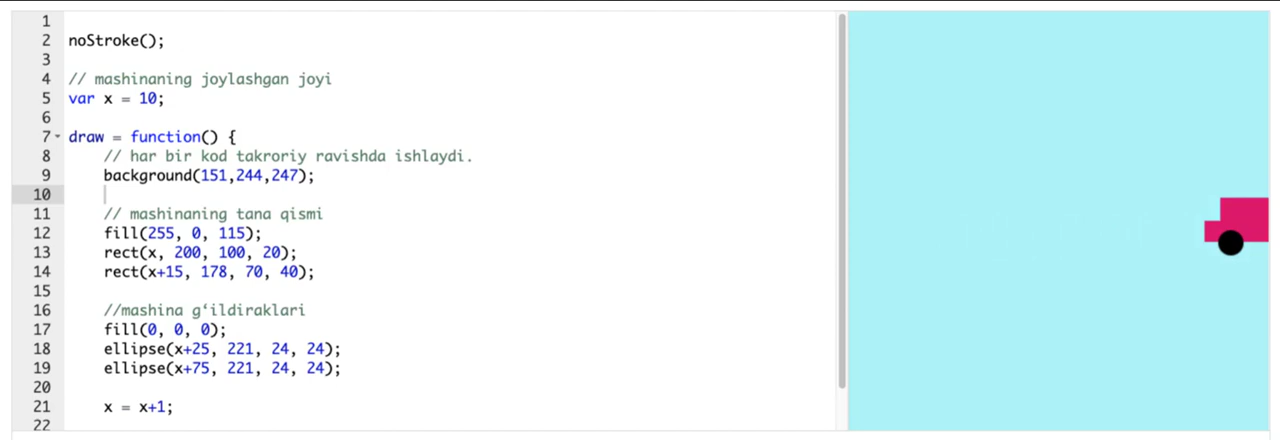 1
2 noStroke();
3
4 // mashinaning joylashgan joyi
5 var x = 10;
6
7 draw = function() {
8 // har bir kod takroriy ravishda ishlaydi.
9 background(151,244,247);
10
11 // mashinaning tana qismi
12 fill(255, 0, 115);
13 rect(x, 200, 100, 20);
14 rect(x+15, 178, 70, 40);
15
16 //mashina g‘ildiraklari
17 fill(0, 0, 0);
18 ellipse(x+25, 221, 24, 24);
19 ellipse(x+75, 221, 24, 24);
20
21 x = x+1;
22